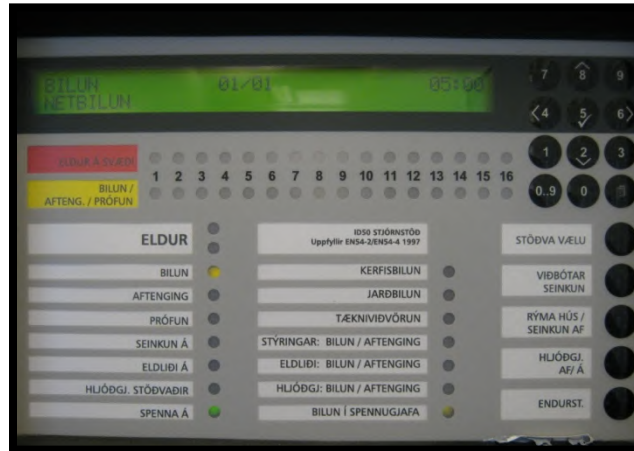 BILUN 01/01 05:00
NETBILUN
7 8 9
<4 5 6>
1 2 3
0..9 0
ELDUR Á SVÆÐI
1 2 3 4 5 6 7 8 9 10 11 12 13 14 15 16
BILUN /
AFTENG. / PRÓFUN
ELDUR
BILUN
AFTENGING
PRÓFUN
SEINKUN Á
ELDLIÐI Á
HLJÓÐGJ. STÖÐVAÐIR
SPENNA Á
ID50 STJÓRNSTÖÐ
Uppfyllir EN54-2/EN54-4 1997
KERFISBILUN
JARÐBILUN
TÆKNIVIÐVÖRUN
STÝRINGAR: BILUN / AFTENGING
ELDLIÐI: BILUN / AFTENGING
HLJÓÐGJ: BILUN / AFTENGING
BILUN Í SPENNUGJAFA
STÖÐVA VÆLU
VIÐBÓTAR
SEINKUN
RÝMA HÚS /
SEINKUN AF
HLJÓÐGJ.
AF/ Á
ENDURST.